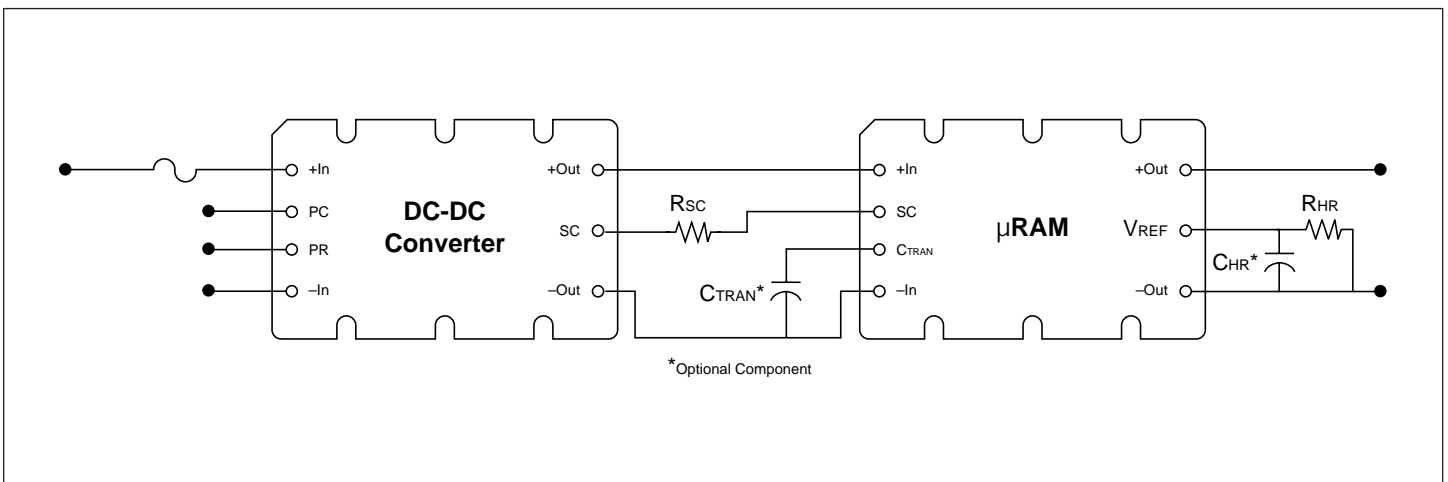 +In
PC
PR
–In
DC-DC
Converter
+Out
SC
–Out
RSC
CTRAN*
+In
SC
CTRAN
–In
µRAM
+Out
VREF
–Out
RHR
CHR*
*Optional Component